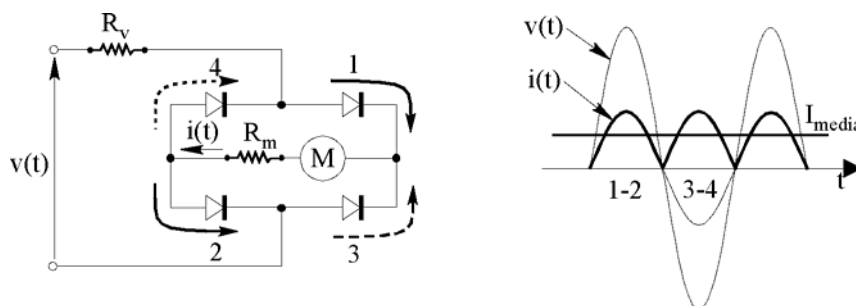 R_v
1
4
i(t)
R_m
M
v(t)
2
3
v(t)
i(t)
I_media
t
1-2
3-4